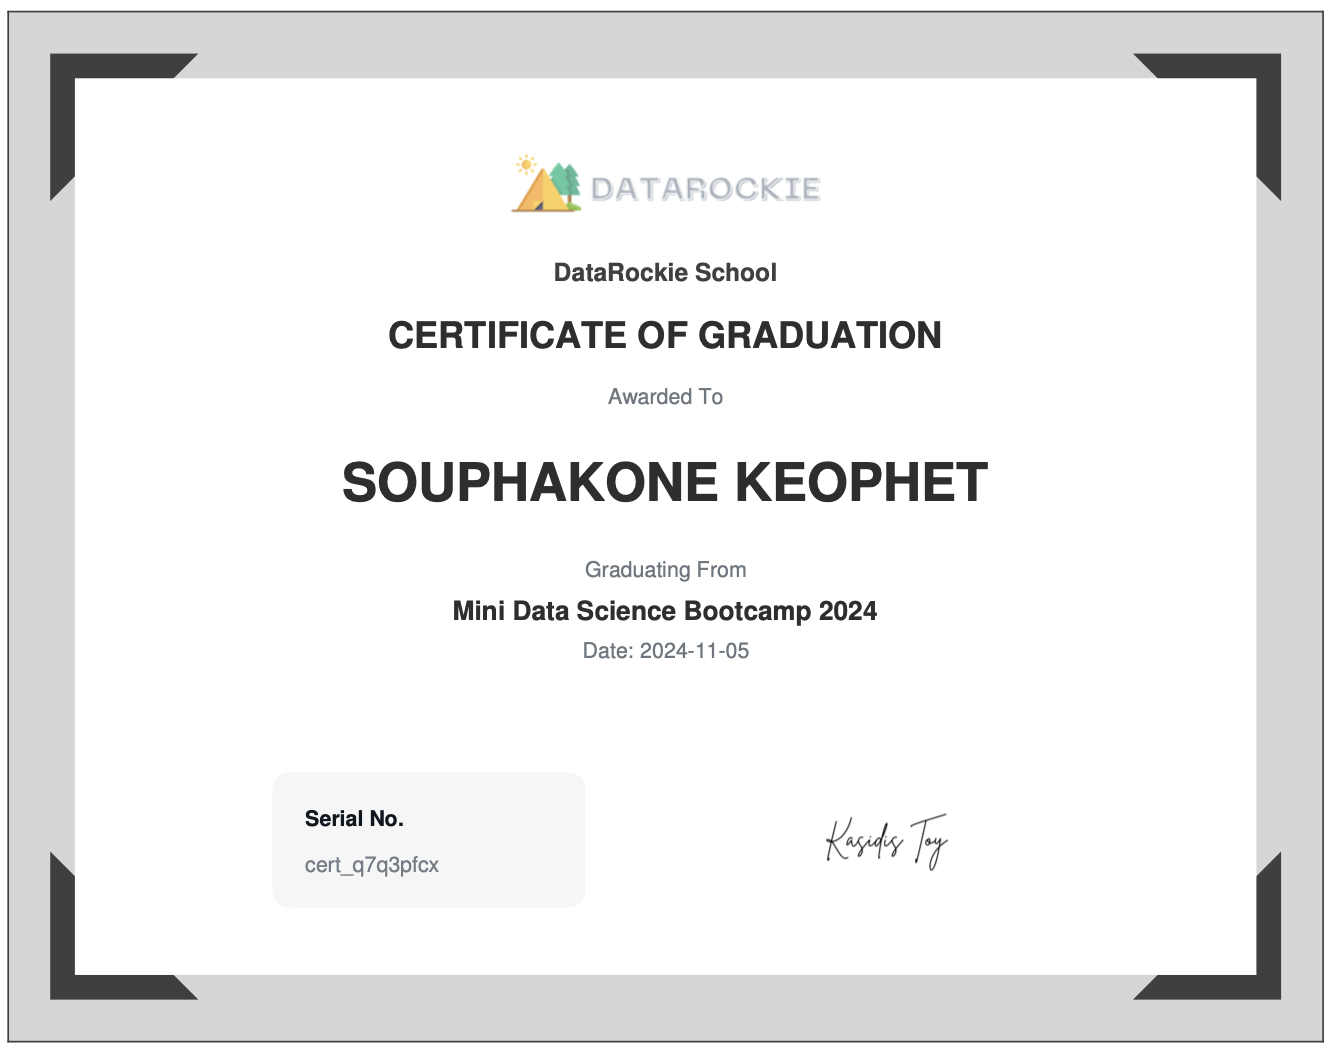 DATAROCKIE
DataRockie School
CERTIFICATE OF GRADUATION
Awarded To
SOUPHAKONE KEOPHET
Graduating From
Mini Data Science Bootcamp 2024
Date: 2024-11-05
Serial No.
cert_q7q3pfcx
Kasidis Toy